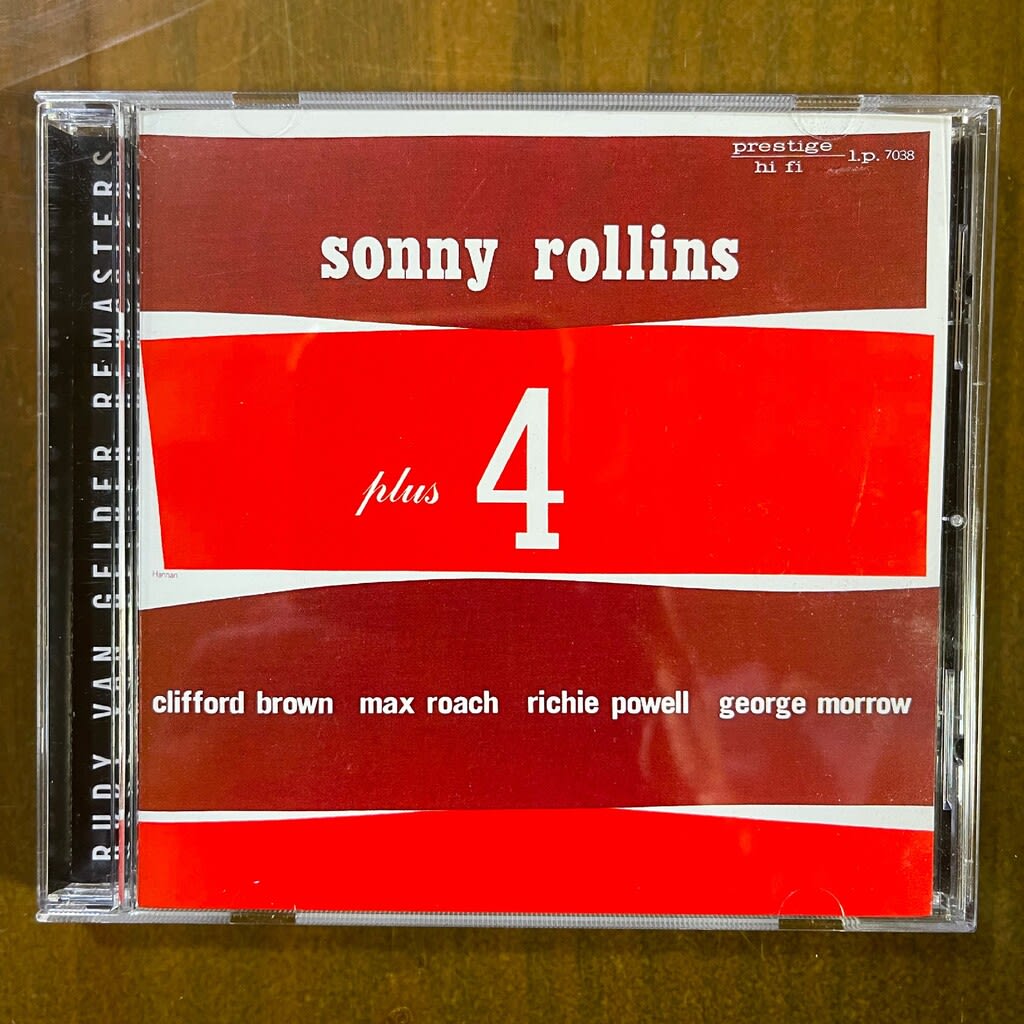 RUDY VAN GELDER REMASTERS
prestige
hi fi
l.p. 7038
sonny rollins
plus 4
Hannan
clifford brown max roach richie powell george morrow